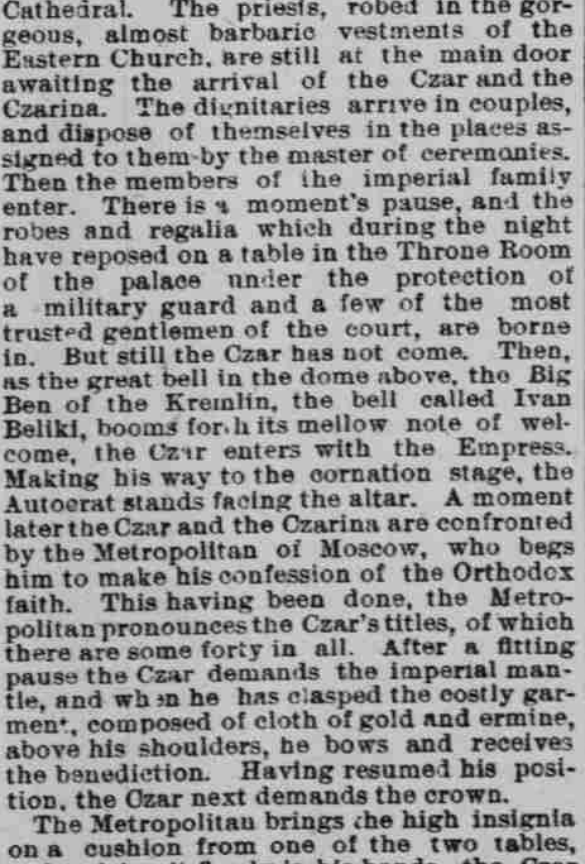 Cathedral. The priests, robed in the gor-
geous, almost barbaric vestments of the
Eastern Church, are still at the main door
awaiting the arrival of the Czar and the
Czarina. The dignitaries arrive in couples,
and dispose of themselves in the places as-
signed to them by the master of ceremonies.
Then the members of the imperial family
enter. There is a moment's pause, and the
robes and regalia which during the night
have reposed on a table in the Throne Room
of the palace under the protection of
a military guard and a few of the most
trusted gentlemen of the court, are borne
in. But still the Czar has not come. Then,
as the great bell in the dome above, the Big
Ben of the Kremlin, the bell called Ivan
Beliki, booms forth its mellow note of wel-
come, the Czar enters with the Empress.
Making his way to the cornation stage, the
Autocrat stands facing the altar. A moment
later the Czar and the Czarina are confronted
by the Metropolitan of Moscow, who begs
him to make his confession of the Orthodox
faith. This having been done, the Metro-
politan pronounces the Czar's titles, of which
there are some forty in all. After a fitting
pause the Czar demands the imperial man-
tle, and when he has clasped the costly gar-
ment, composed of cloth of gold and ermine,
above his shoulders, he bows and receives
the benediction. Having resumed his posi-
tion, the Czar next demands the crown.
The Metropolitan brings the high insignia
on a cushion from one of the two tables,